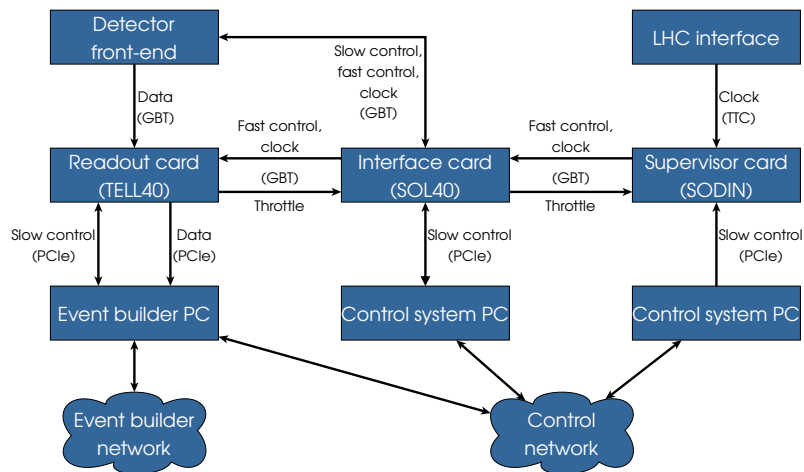 Detector
front-end
LHC interface
Slow control,
fast control,
clock
(GBT)
Data
(GBT)
Clock
(TTC)
Fast control,
clock
Fast control,
clock
Readout card
(TELL40)
(GBT)
Throttle
Interface card
(SOL40)
(GBT)
Throttle
Supervisor card
(SODIN)
Slow control
(PCIe)
Data
(PCIe)
Slow control
(PCIe)
Slow control
(PCIe)
Event builder PC
Control system PC
Control system PC
Event builder
network
Control
network